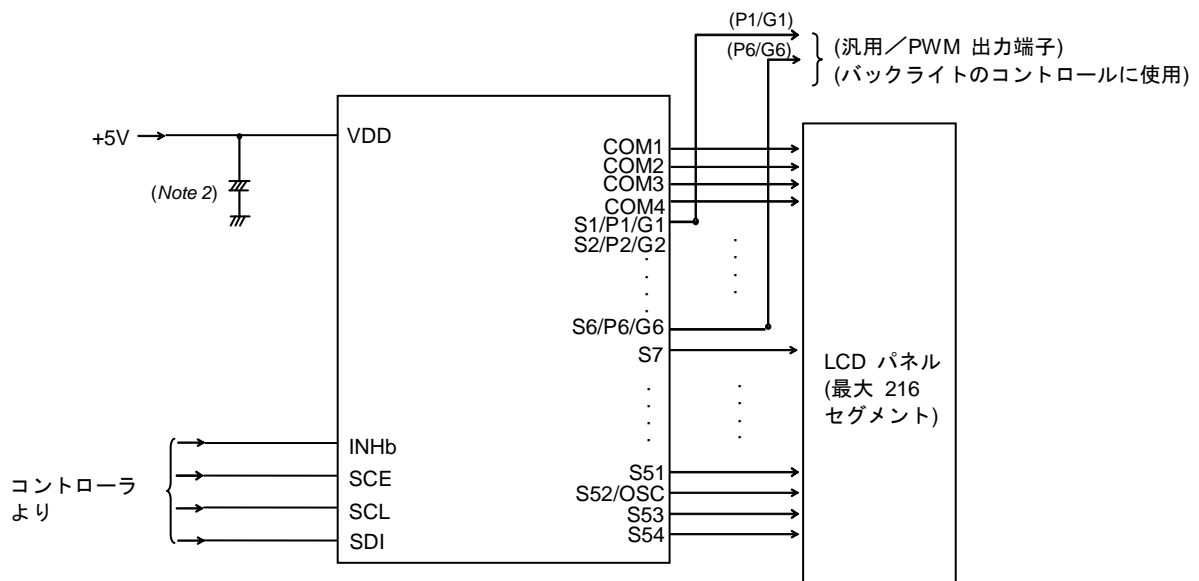 (P1/G1)
(P6/G6)
(汎用／PWM 出力端子)
(バックライトのコントロールに使用)
+5V
(Note 2)
VDD
COM1
COM2
COM3
COM4
S1/P1/G1
S2/P2/G2
S6/P6/G6
S7
LCD パネル
(最大 216
セグメント)
コントローラ
より
INHb
SCE
SCL
SDI
S51
S52/OSC
S53
S54